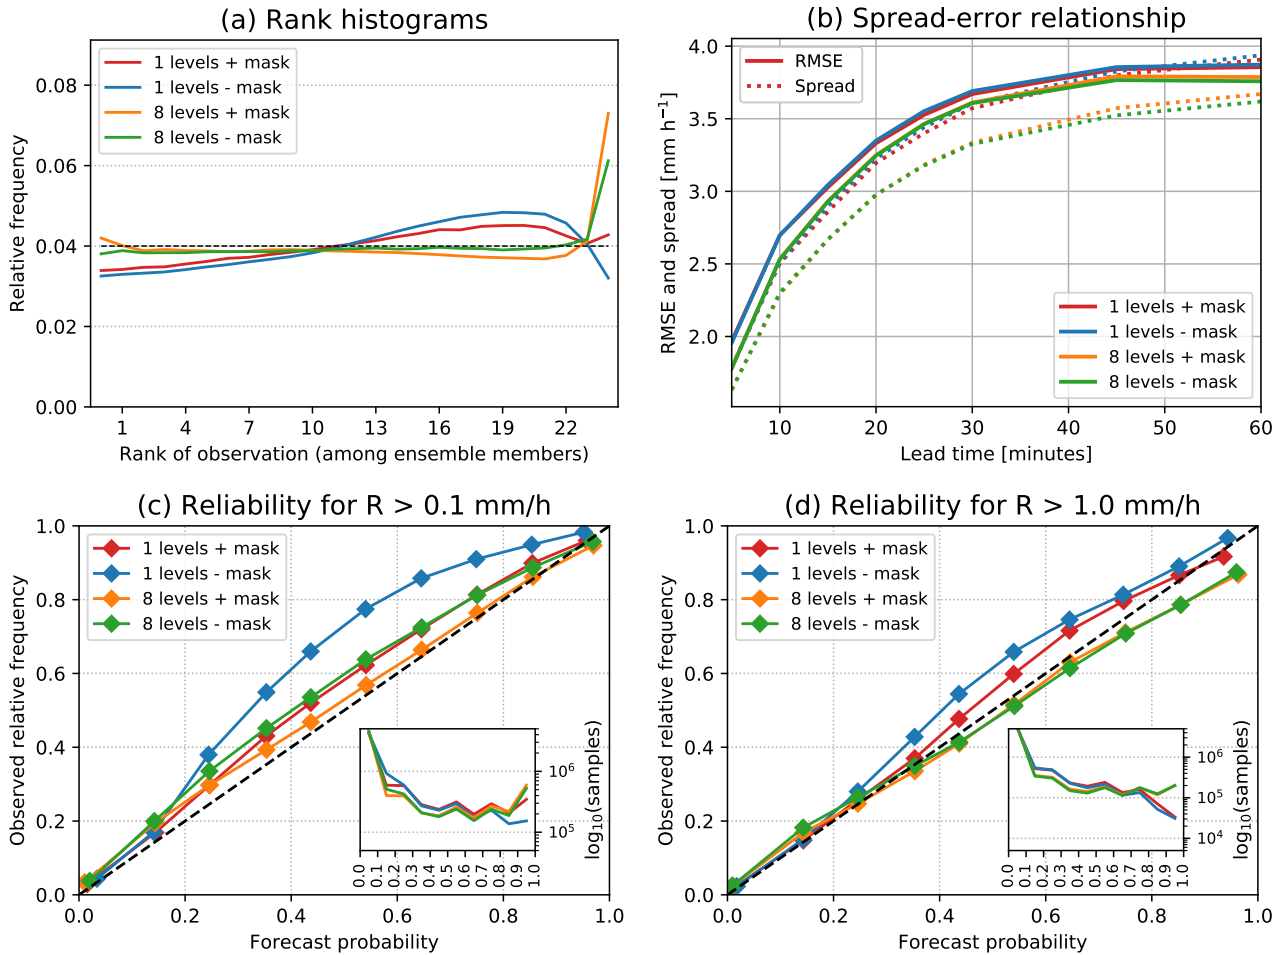 (a) Rank histograms
1 levels + mask
1 levels - mask
8 levels + mask
8 levels - mask
Relative frequency
0.08
0.06
0.04
0.02
0.00
1 4 7 10 13 16 19 22
Rank of observation (among ensemble members)
(b) Spread-error relationship
RMSE
Spread
RMSE and spread [mm h⁻¹]
4.0
3.5
3.0
2.5
2.0
1 levels + mask
1 levels - mask
8 levels + mask
8 levels - mask
10 20 30 40 50 60
Lead time [minutes]
(c) Reliability for R > 0.1 mm/h
1 levels + mask
1 levels - mask
8 levels + mask
8 levels - mask
Observed relative frequency
1.0
0.8
0.6
0.4
0.2
0.0
10⁶
10⁵
log₁₀(samples)
0.0 0.1 0.2 0.3 0.4 0.5 0.6 0.7 0.8 0.9 1.0
0.0 0.2 0.4 0.6 0.8 1.0
Forecast probability
(d) Reliability for R > 1.0 mm/h
1 levels + mask
1 levels - mask
8 levels + mask
8 levels - mask
Observed relative frequency
1.0
0.8
0.6
0.4
0.2
0.0
10⁶
10⁵
10⁴
log₁₀(samples)
0.0 0.1 0.2 0.3 0.4 0.5 0.6 0.7 0.8 0.9 1.0
0.0 0.2 0.4 0.6 0.8 1.0
Forecast probability